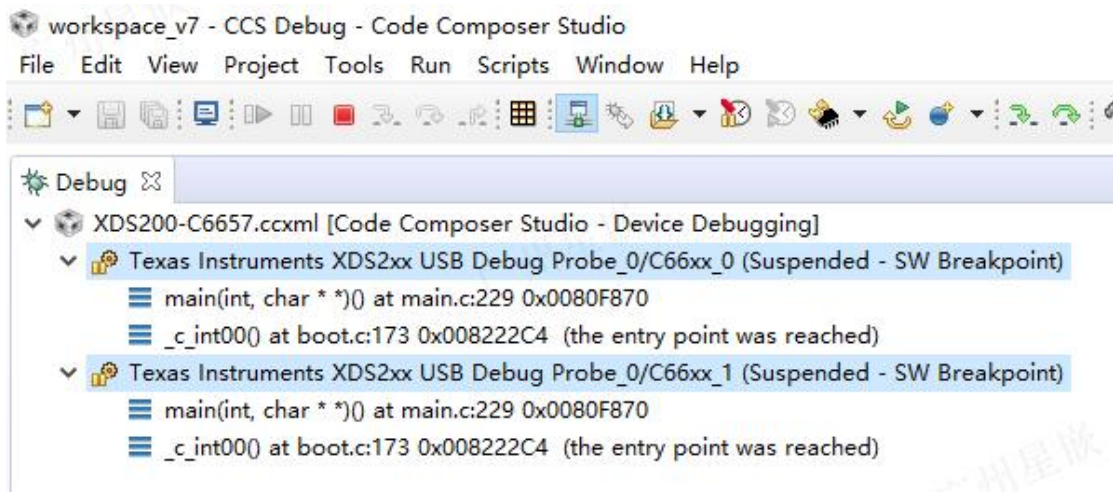 workspace_v7 - CCS Debug - Code Composer Studio
File Edit View Project Tools Run Scripts Window Help
Debug
XDS200-C6657.ccxml [Code Composer Studio - Device Debugging]
Texas Instruments XDS2xx USB Debug Probe_0/C66xx_0 (Suspended - SW Breakpoint)
main(int, char * *)() at main.c:229 0x0080F870
_c_int00() at boot.c:173 0x008222C4 (the entry point was reached)
Texas Instruments XDS2xx USB Debug Probe_0/C66xx_1 (Suspended - SW Breakpoint)
main(int, char * *)() at main.c:229 0x0080F870
_c_int00() at boot.c:173 0x008222C4 (the entry point was reached)